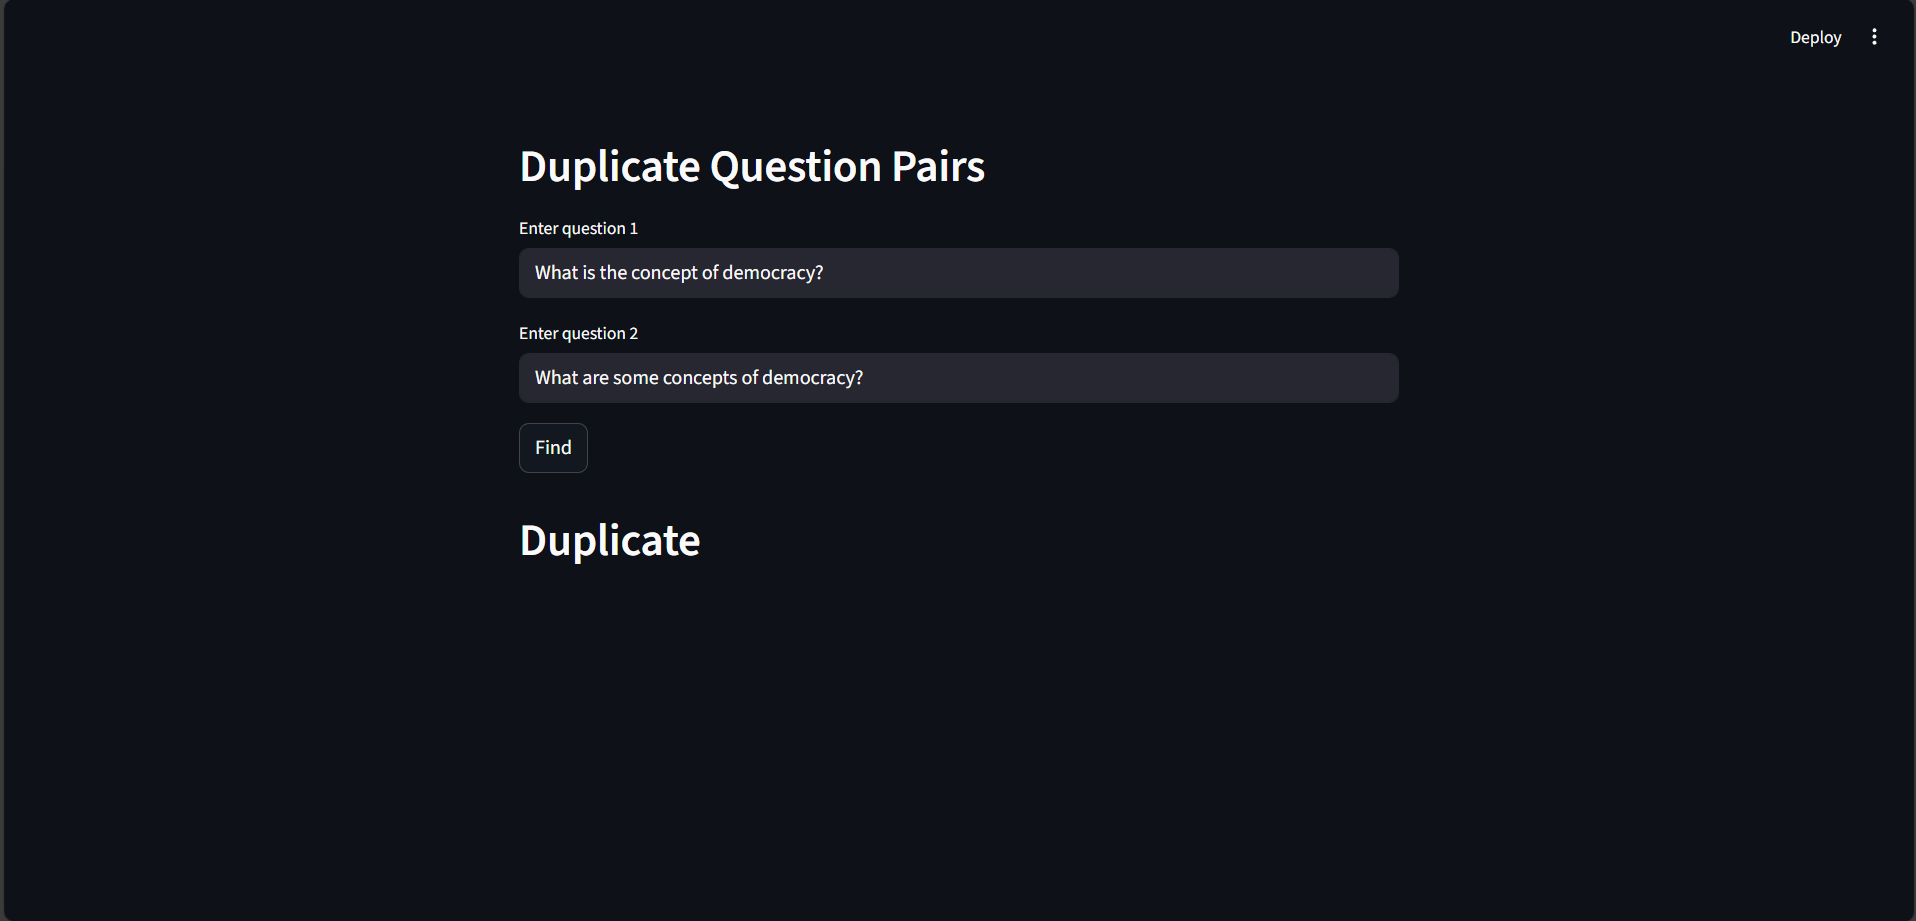 Deploy
Duplicate Question Pairs
Enter question 1
What is the concept of democracy?
Enter question 2
What are some concepts of democracy?
Find
Duplicate